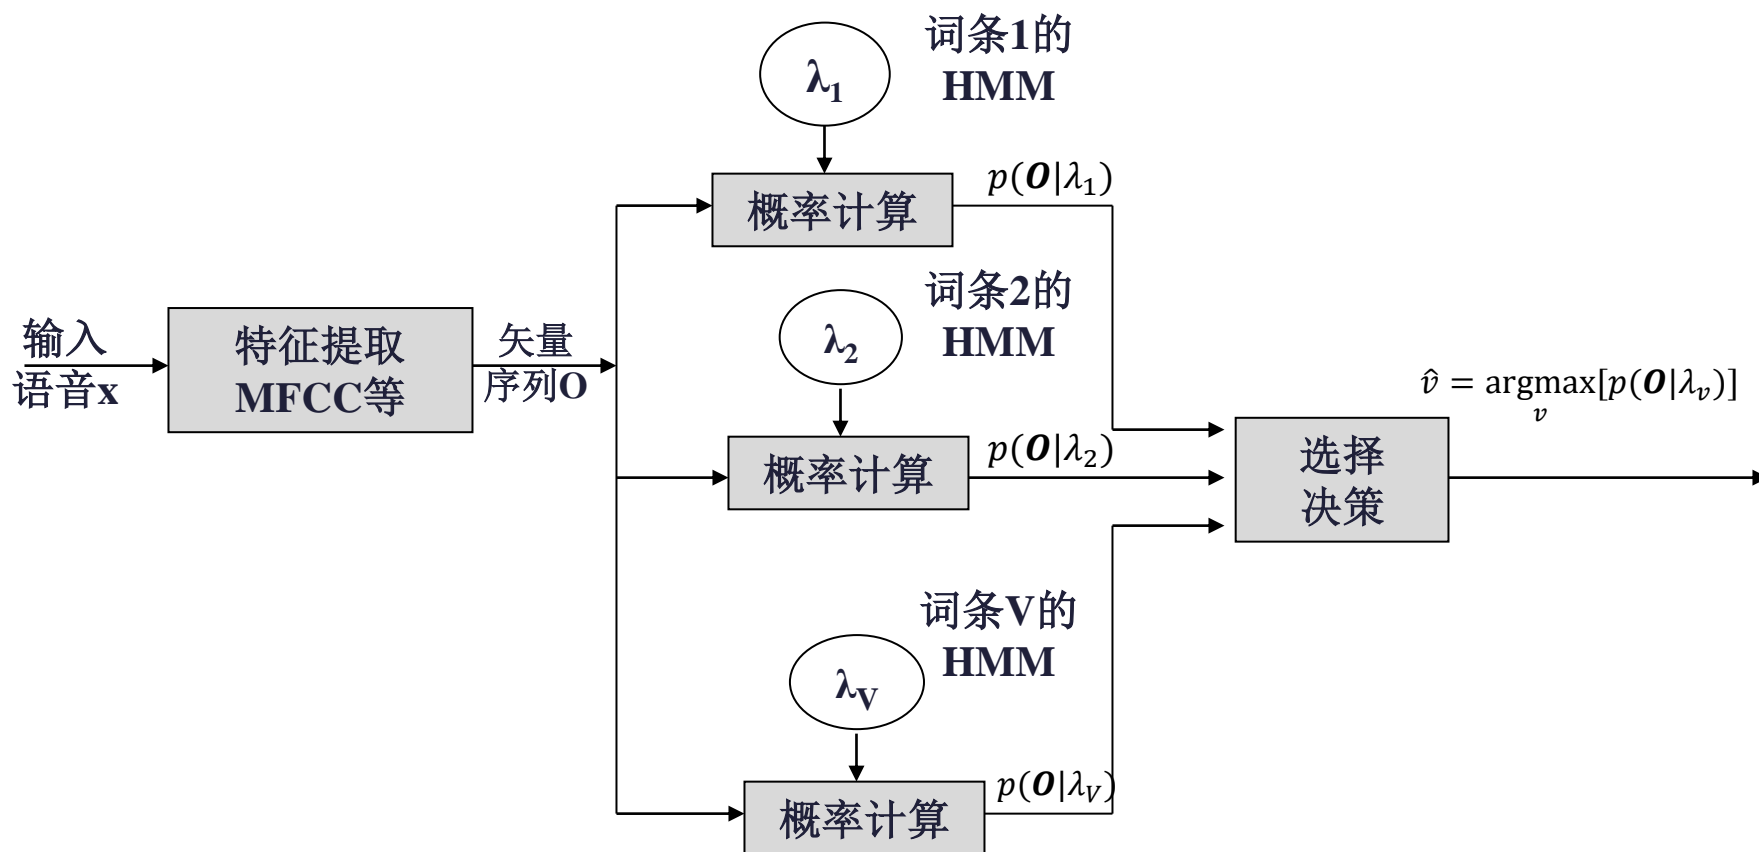 λ₁
词条1的
HMM
概率计算
p(O|λ₁)
λ₂
词条2的
HMM
输入
语音x
特征提取
MFCC等
矢量
序列O
概率计算
p(O|λ₂)
选择
决策
v̂ = argmax[p(O|λᵥ)]
v
λV
词条V的
HMM
概率计算
p(O|λV)